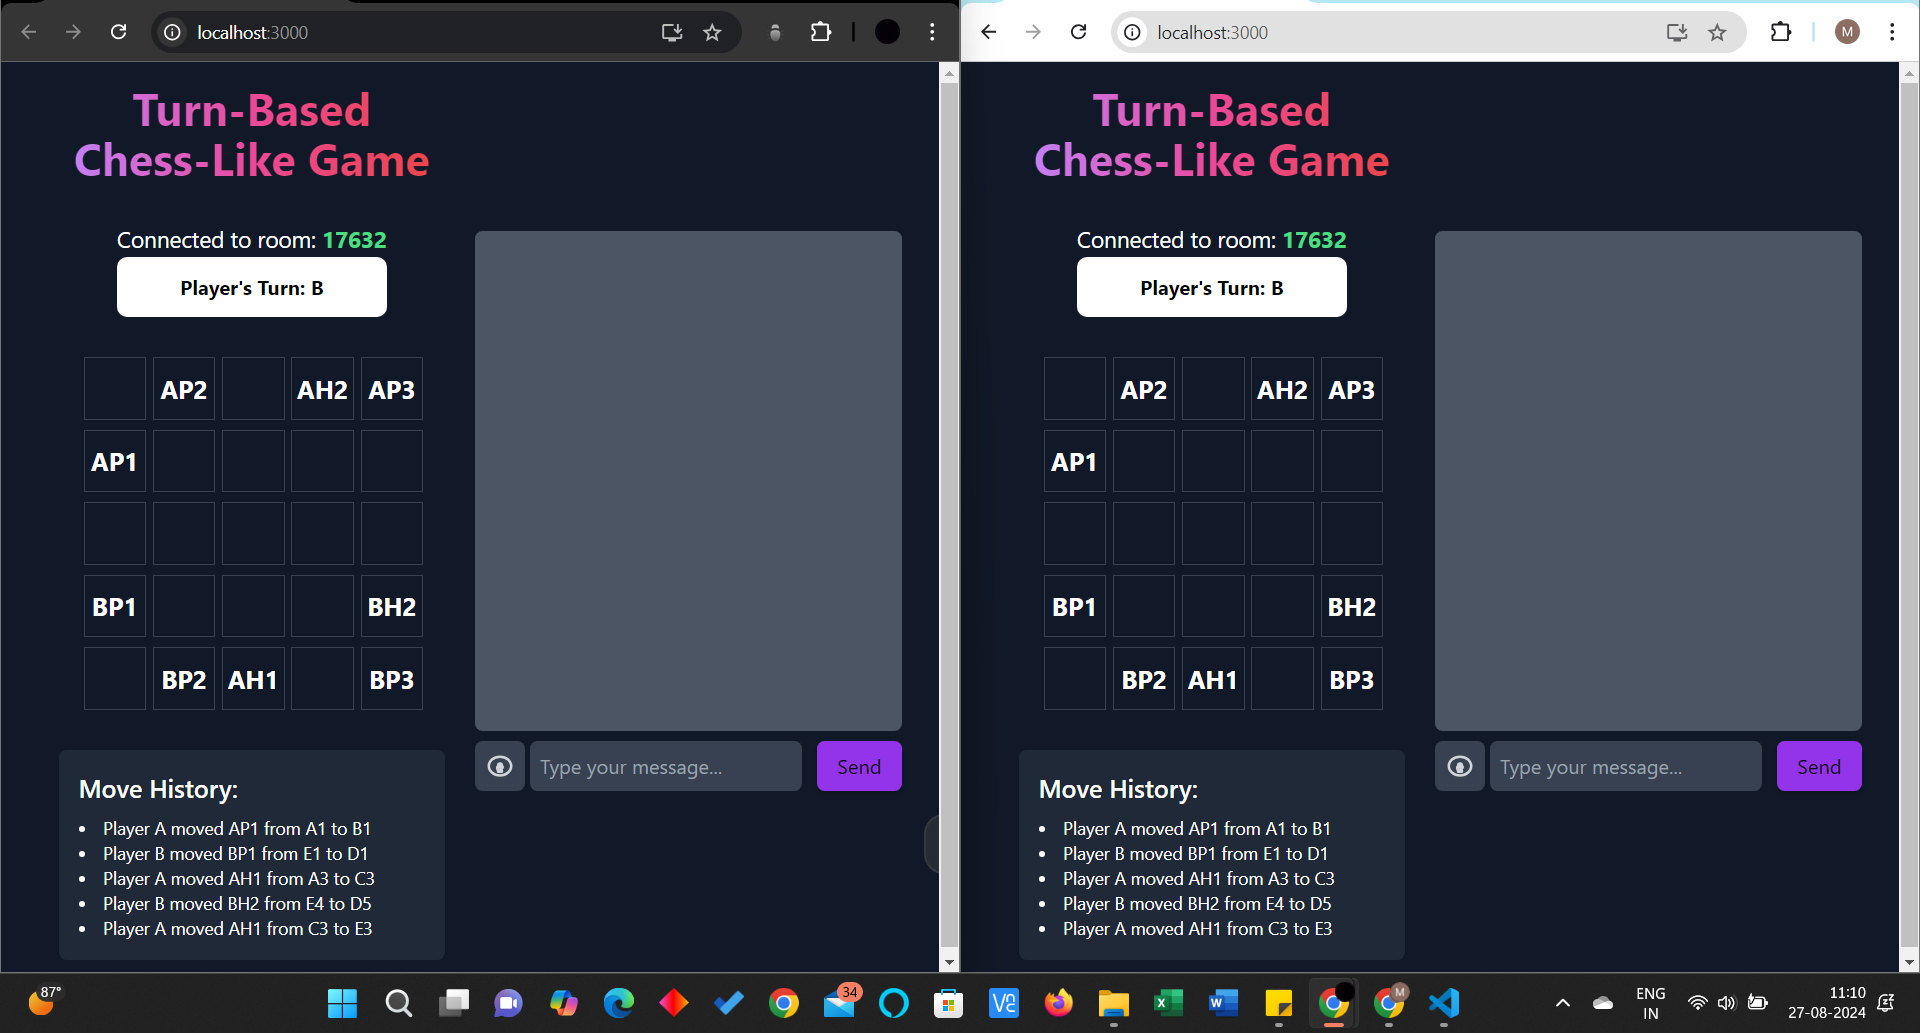 localhost:3000
Turn-Based
Chess-Like Game
Connected to room: 17632
Player's Turn: B
AP2 AH2 AP3
AP1
BP1 BH2
BP2 AH1 BP3
Move History:
• Player A moved AP1 from A1 to B1
• Player B moved BP1 from E1 to D1
• Player A moved AH1 from A3 to C3
• Player B moved BH2 from E4 to D5
• Player A moved AH1 from C3 to E3
Type your message... Send
localhost:3000
M
Turn-Based
Chess-Like Game
Connected to room: 17632
Player's Turn: B
AP2 AH2 AP3
AP1
BP1 BH2
BP2 AH1 BP3
Move History:
• Player A moved AP1 from A1 to B1
• Player B moved BP1 from E1 to D1
• Player A moved AH1 from A3 to C3
• Player B moved BH2 from E4 to D5
• Player A moved AH1 from C3 to E3
Type your message... Send
87°
34
M
ENG
IN
11:10
27-08-2024